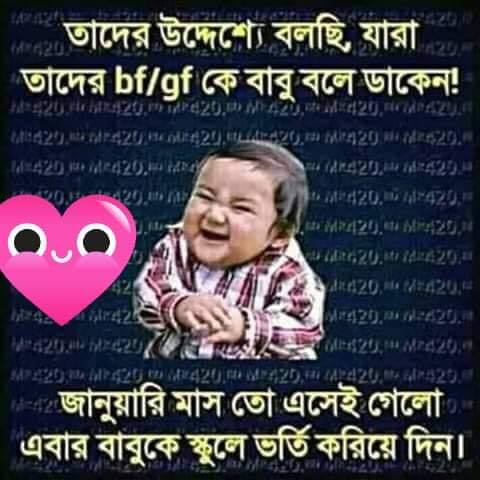 তাদের উদ্দেশ্যে বলছি, যারা
তাদের bf/gf কে বাবু বলে ডাকেন!
জানুয়ারি মাস তো এসেই গেলো
এবার বাবুকে স্কুলে ভর্তি করিয়ে দিন।